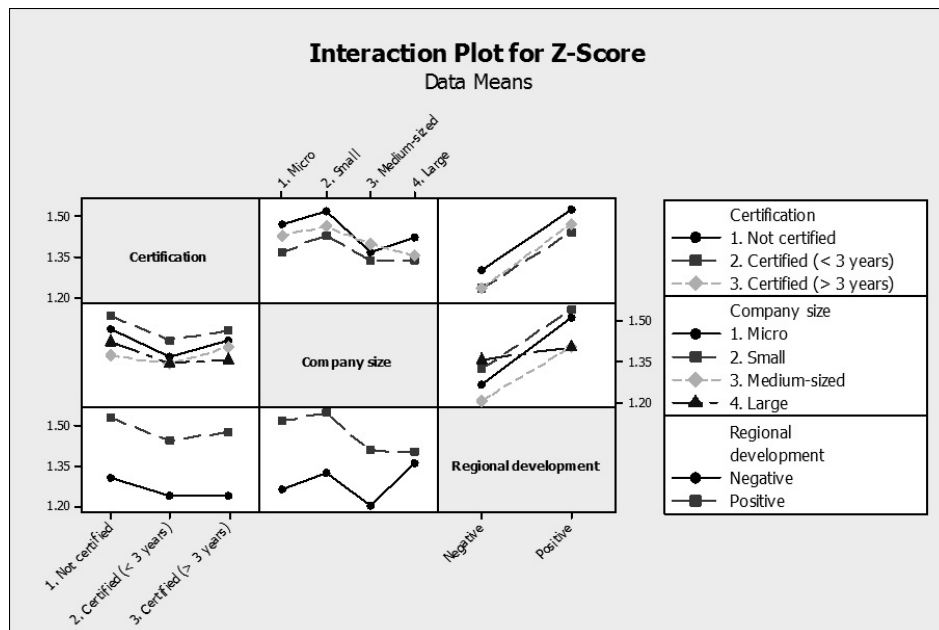 Interaction Plot for Z-Score
Data Means
1. Micro
2. Small
3. Medium-sized
4. Large
1.50
1.35
1.20
Certification
Company size
1.50
1.35
1.20
1.50
1.35
1.20
Regional development
1. Not certified
2. Certified (< 3 years)
3. Certified (> 3 years)
Negative
Positive
Certification
1. Not certified
2. Certified (< 3 years)
3. Certified (> 3 years)
Company size
1. Micro
2. Small
3. Medium-sized
4. Large
Regional
development
Negative
Positive